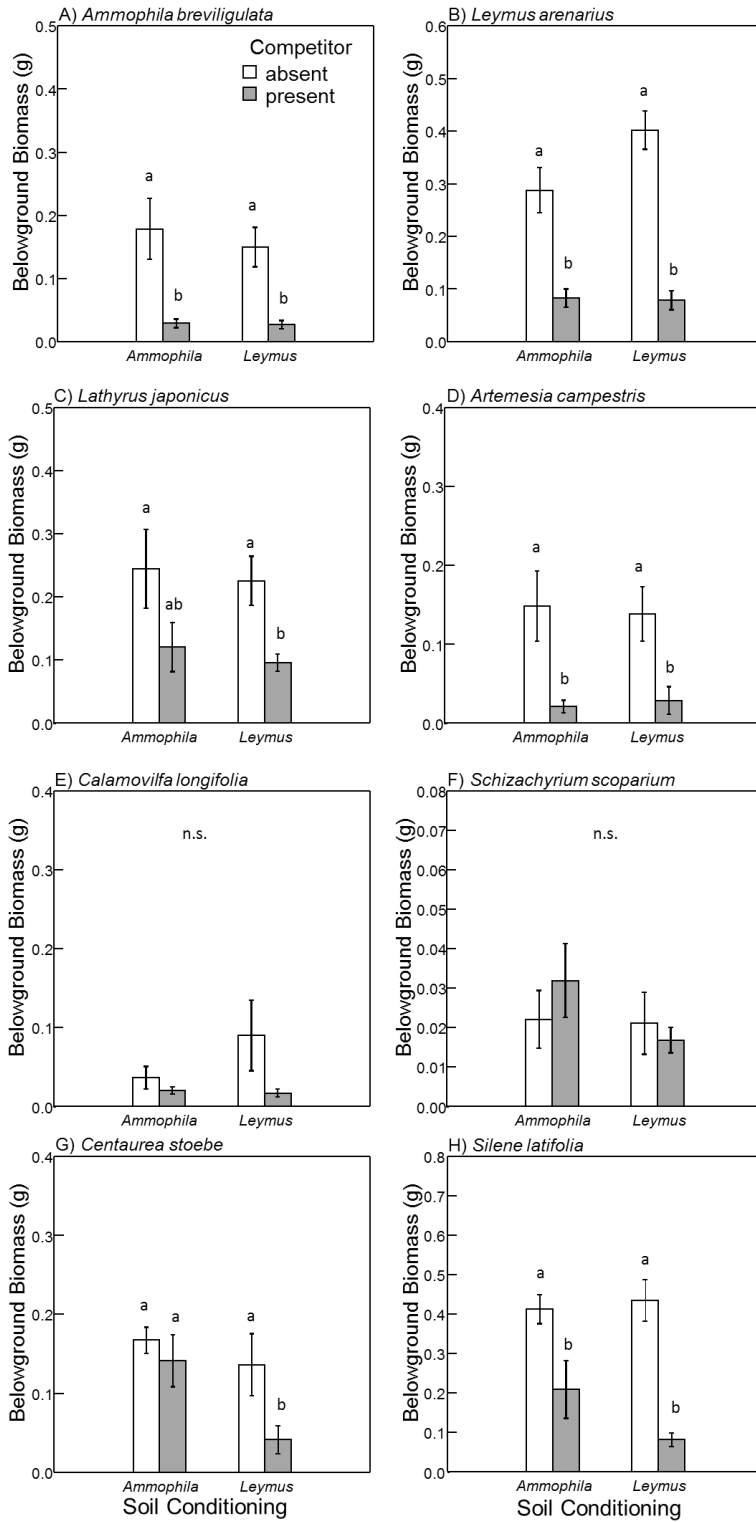 A) Ammophila breviligulata
Belowground Biomass (g)
0.5
0.4
0.3
0.2
0.1
0.0
Competitor
absent
present
a
b
a
b
Ammophila
Leymus
B) Leymus arenarius
Belowground Biomass (g)
0.6
0.5
0.4
0.3
0.2
0.1
0.0
a
b
a
b
Ammophila
Leymus
C) Lathyrus japonicus
Belowground Biomass (g)
0.5
0.4
0.3
0.2
0.1
0.0
a
ab
a
b
Ammophila
Leymus
D) Artemesia campestris
Belowground Biomass (g)
0.4
0.3
0.2
0.1
0.0
a
b
a
b
Ammophila
Leymus
E) Calamovilfa longifolia
Belowground Biomass (g)
0.4
0.3
0.2
0.1
0.0
n.s.
Ammophila
Leymus
F) Schizachyrium scoparium
Belowground Biomass (g)
0.08
0.07
0.06
0.05
0.04
0.03
0.02
0.01
0.00
n.s.
Ammophila
Leymus
G) Centaurea stoebe
Belowground Biomass (g)
0.4
0.3
0.2
0.1
0.0
a
a
a
b
Ammophila
Leymus
Soil Conditioning
H) Silene latifolia
Belowground Biomass (g)
0.8
0.7
0.6
0.5
0.4
0.3
0.2
0.1
0.0
a
b
a
b
Ammophila
Leymus
Soil Conditioning